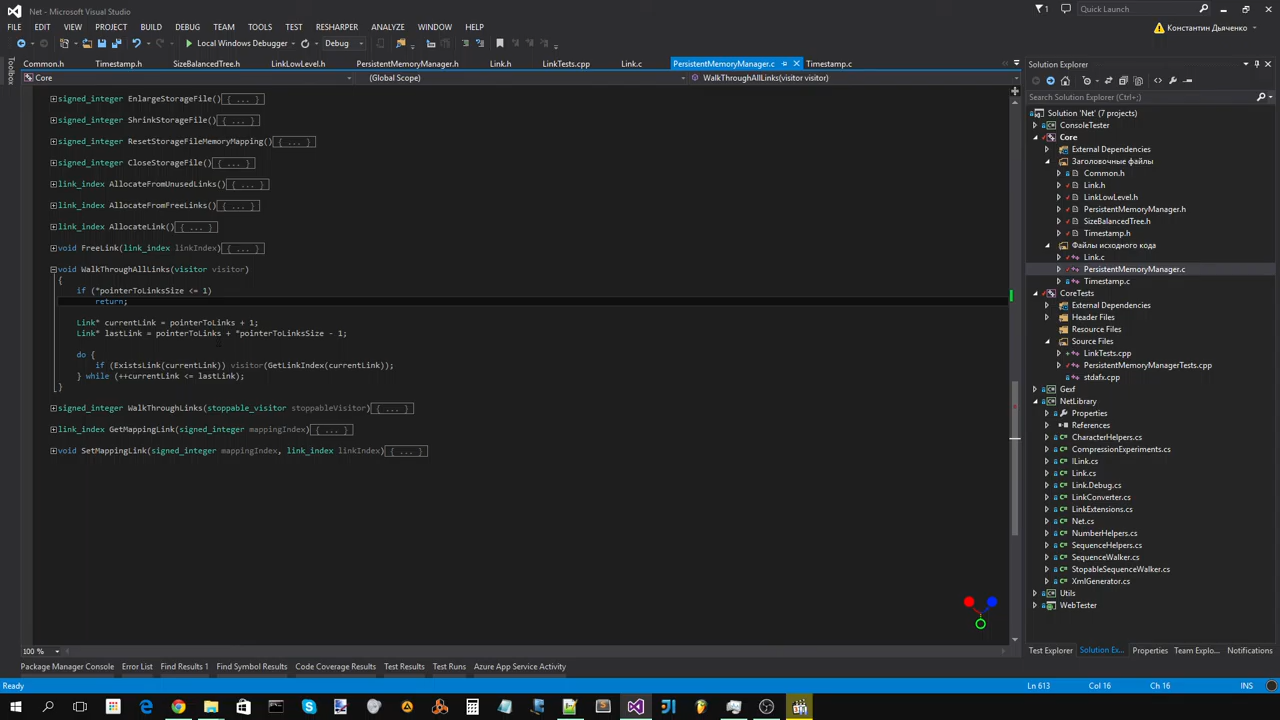 Net - Microsoft Visual Studio
1
Quick Launch (Ctrl+Q)
FILE EDIT VIEW PROJECT BUILD DEBUG TEAM TOOLS TEST RESHARPER ANALYZE WINDOW HELP
Константин Дьяченко
Local Windows Debugger Debug
Toolbox
Common.h Timestamp.h SizeBalancedTree.h LinkLowLevel.h PersistentMemoryManager.h Link.h LinkTests.cpp Link.c PersistentMemoryManager.c Timestamp.c
Core (Global Scope) WalkThroughAllLinks(visitor visitor)
signed_integer EnlargeStorageFile(){ ... }
signed_integer ShrinkStorageFile(){ ... }
signed_integer ResetStorageFileMemoryMapping(){ ... }
signed_integer CloseStorageFile(){ ... }
link_index AllocateFromUnusedLinks(){ ... }
link_index AllocateFromFreeLinks(){ ... }
link_index AllocateLink(){ ... }
void FreeLink(link_index linkIndex){ ... }
void WalkThroughAllLinks(visitor visitor)
{
if (*pointerToLinksSize <= 1)
return;
Link* currentLink = pointerToLinks + 1;
Link* lastLink = pointerToLinks + *pointerToLinksSize - 1;
do {
if (ExistsLink(currentLink)) visitor(GetLinkIndex(currentLink));
} while (++currentLink <= lastLink);
}
signed_integer WalkThroughLinks(stoppable_visitor stoppableVisitor){ ... }
link_index GetMappingLink(signed_integer mappingIndex){ ... }
void SetMappingLink(signed_integer mappingIndex, link_index linkIndex){ ... }
100 %
Solution Explorer
Search Solution Explorer (Ctrl+;)
Solution 'Net' (7 projects)
ConsoleTester
Core
External Dependencies
Заголовочные файлы
Common.h
Link.h
LinkLowLevel.h
PersistentMemoryManager.h
SizeBalancedTree.h
Timestamp.h
Файлы исходного кода
Link.c
PersistentMemoryManager.c
Timestamp.c
CoreTests
External Dependencies
Header Files
Resource Files
Source Files
LinkTests.cpp
PersistentMemoryManagerTests.cpp
stdafx.cpp
Gexf
NetLibrary
Properties
References
CharacterHelpers.cs
CompressionExperiments.cs
ILink.cs
Link.cs
Link.Debug.cs
LinkConverter.cs
LinkExtensions.cs
Net.cs
NumberHelpers.cs
SequenceHelpers.cs
SequenceWalker.cs
StopableSequenceWalker.cs
XmlGenerator.cs
Utils
WebTester
Test Explorer Solution Ex... Properties Team Explo... Notifications
Package Manager Console Error List Find Results 1 Find Symbol Results Code Coverage Results Test Results Test Runs Azure App Service Activity
Ready Ln 613 Col 16 Ch 16 INS